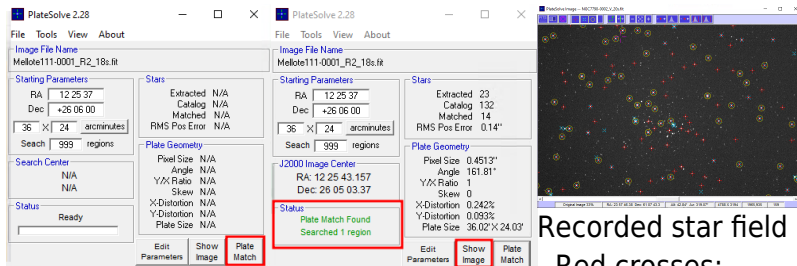 PlateSolve 2.28
File Tools View About
Image File Name
Mellote111-0001_R2_18s.fit
Starting Parameters
RA 12 25 37
Dec +26 06 00
36 X 24 arcminutes
Seach 999 regions
Search Center
N/A
N/A
Status
Ready
Stars
Extracted N/A
Catalog N/A
Matched N/A
RMS Pos Error N/A
Plate Geometry
Pixel Size N/A
Angle N/A
Y/X Ratio N/A
Skew N/A
X-Distortion N/A
Y-Distortion N/A
Plate Size N/A
Edit Parameters Show Image Plate Match
PlateSolve 2.28
File Tools View About
Image File Name
Mellote111-0001_R2_18s.fit
Starting Parameters
RA 12 25 37
Dec +26 06 00
36 X 24 arcminutes
Seach 999 regions
J2000 Image Center
RA: 12 25 43.157
Dec: 26 05 03.37
Status
Plate Match Found
Searched 1 region
Stars
Extracted 23
Catalog 132
Matched 14
RMS Pos Error 0.14"
Plate Geometry
Pixel Size 0.4513"
Angle 161.81°
Y/X Ratio 1
Skew 0
X-Distortion 0.242%
Y-Distortion 0.093%
Plate Size 36.02' X 24.03'
Edit Parameters Show Image Plate Match
Recorded star field
Red crosses: